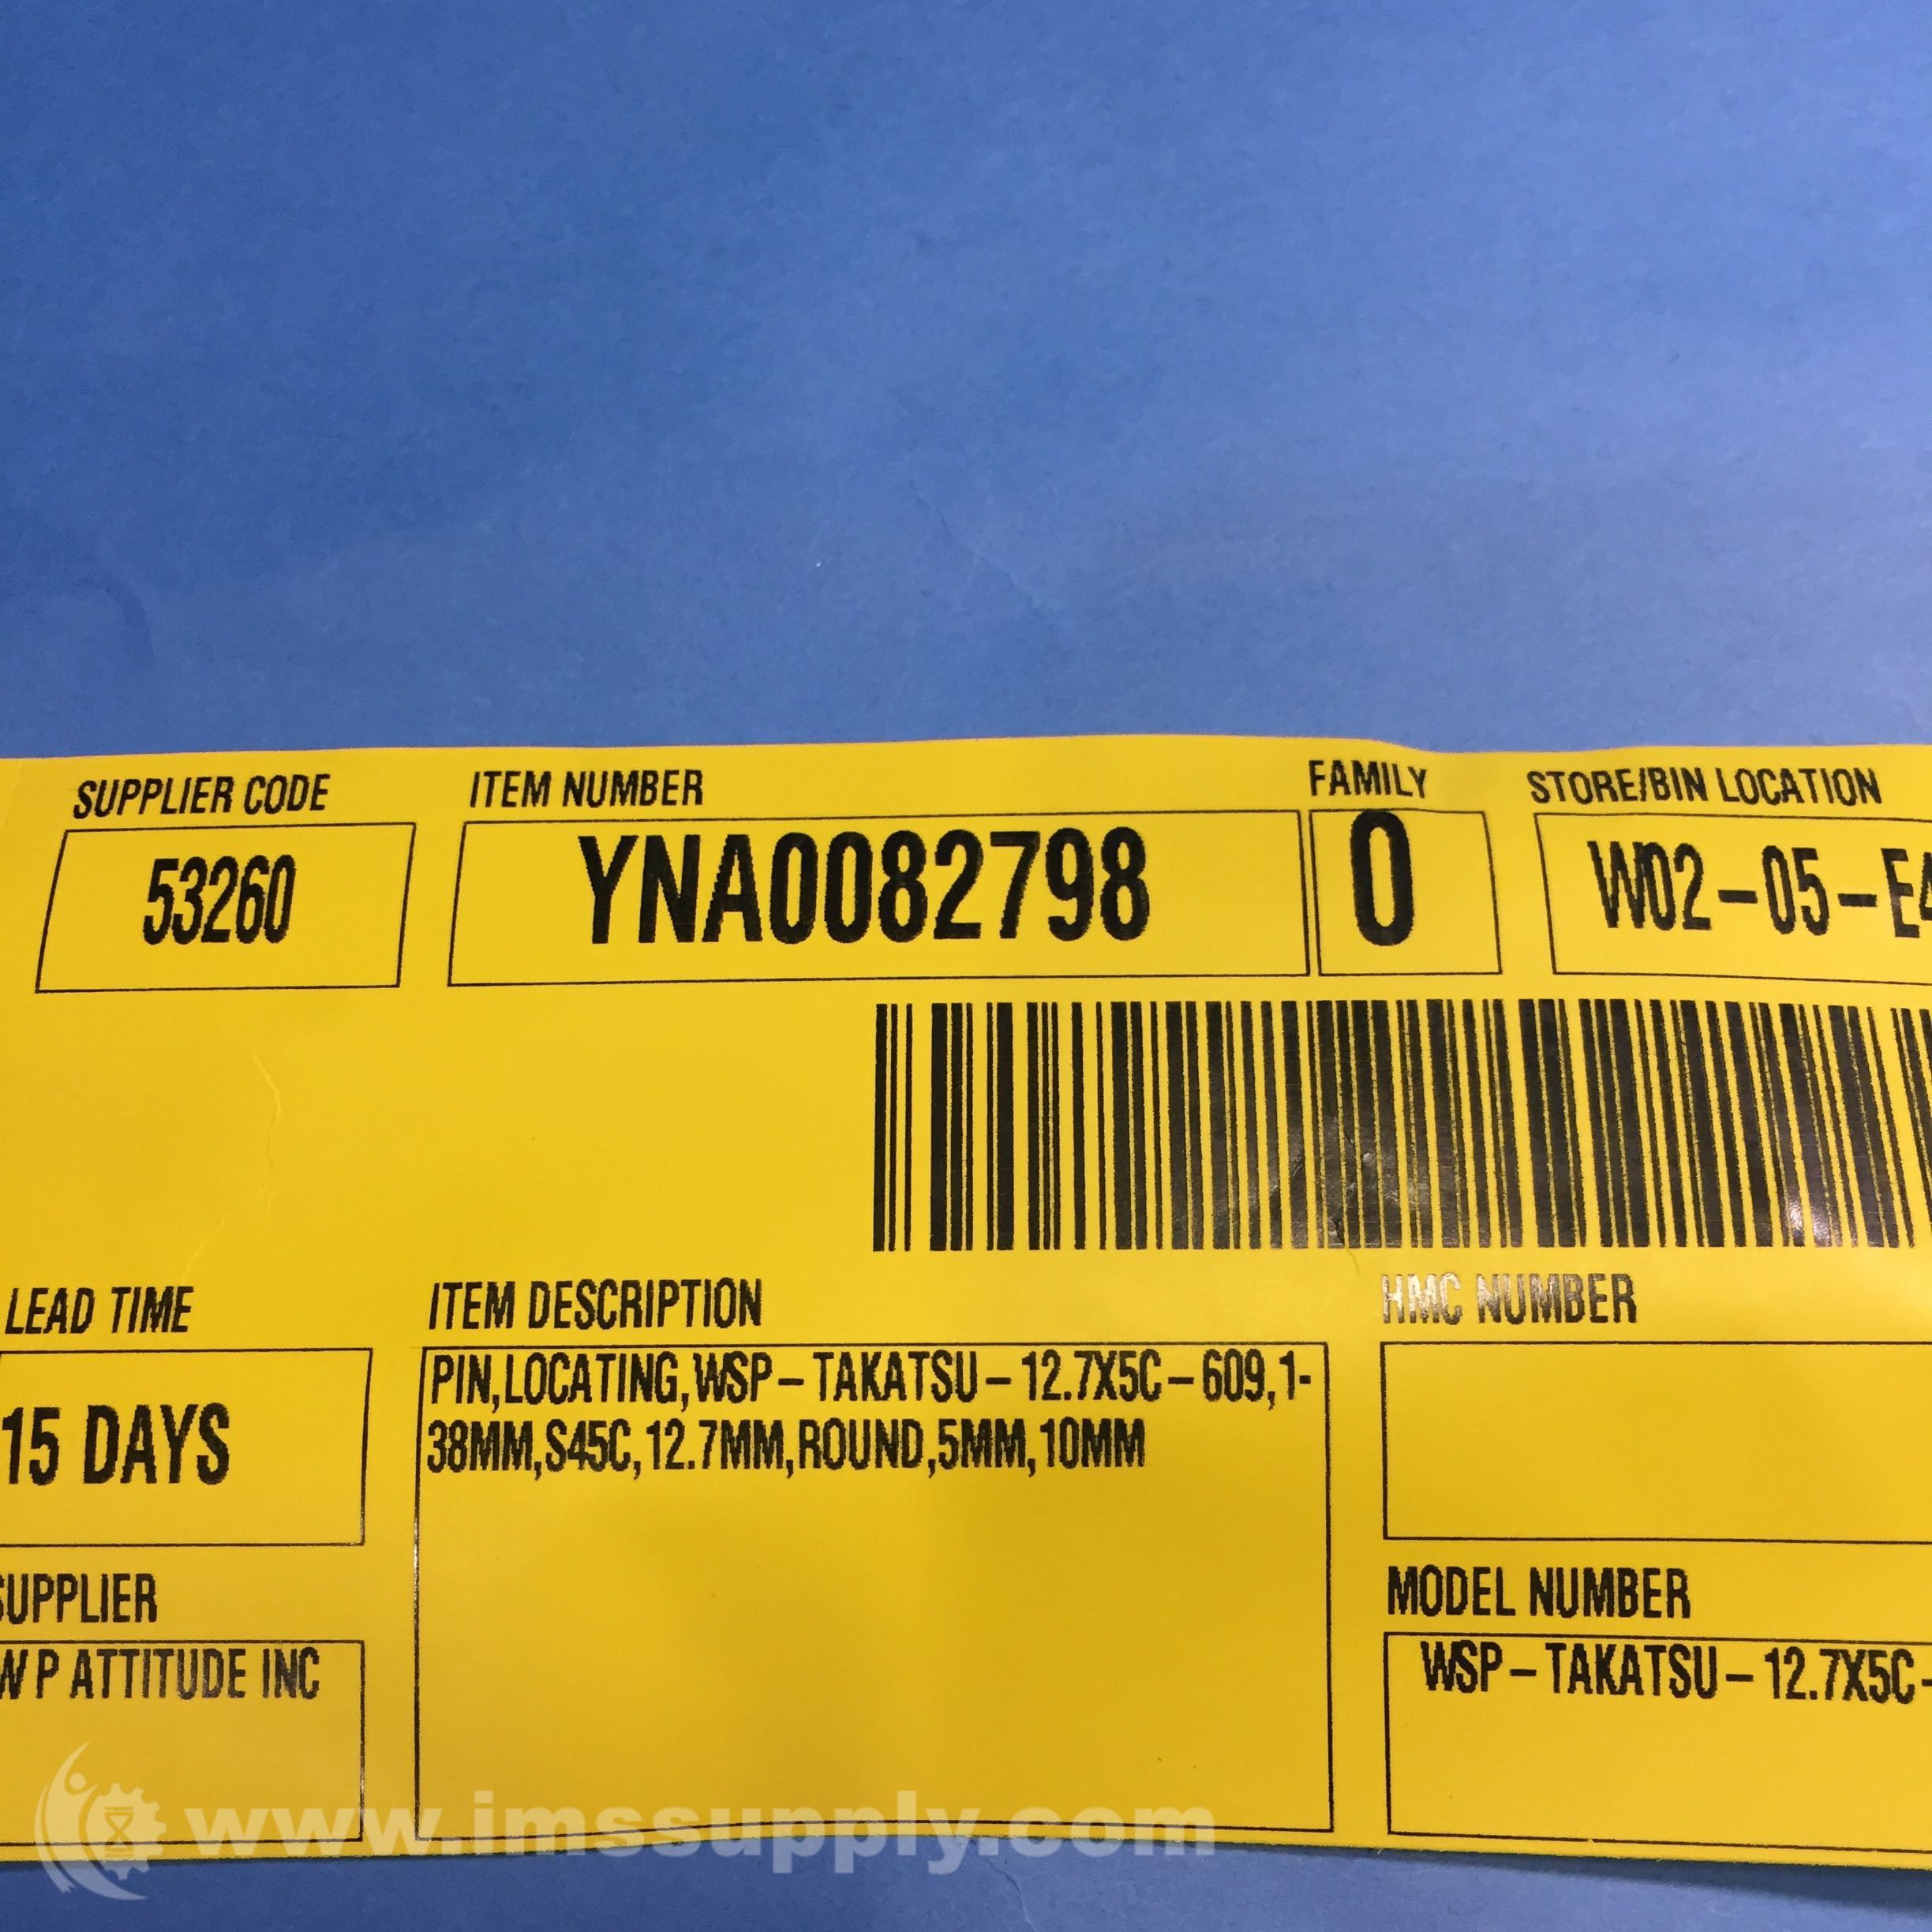 SUPPLIER CODE
ITEM NUMBER
FAMILY
STORE/BIN LOCATION
53260
YNA0082798
0
W02-05-E4
LEAD TIME
ITEM DESCRIPTION
HMC NUMBER
15 DAYS
PIN,LOCATING,WSP-TAKATSU-12.7X5C-609,1-
38MM,S45C,12.7MM,ROUND,5MM,10MM
SUPPLIER
MODEL NUMBER
W P ATTITUDE INC
WSP-TAKATSU-12.7X5C-
www.imssupply.com